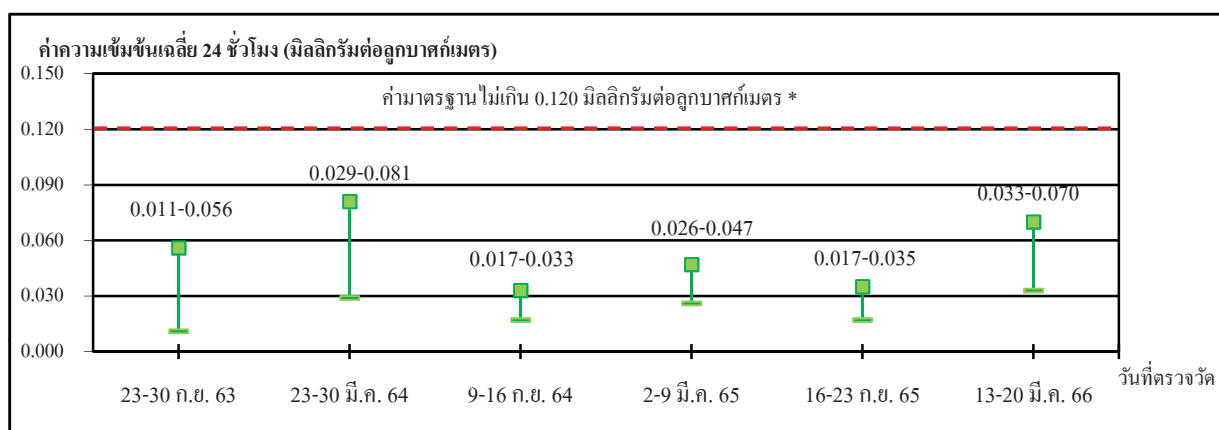 ค่าความเข้มข้นเฉลี่ย 24 ชั่วโมง (มิลลิกรัมต่อลูกบาศก์เมตร)
0.150
ค่ามาตรฐานไม่เกิน 0.120 มิลลิกรัมต่อลูกบาศก์เมตร *
0.120
0.090
0.060
0.030
0.000
0.011-0.056
0.029-0.081
0.017-0.033
0.026-0.047
0.017-0.035
0.033-0.070
23-30 ก.ย. 63
23-30 มี.ค. 64
9-16 ก.ย. 64
2-9 มี.ค. 65
16-23 ก.ย. 65
13-20 มี.ค. 66
วันที่ตรวจวัด